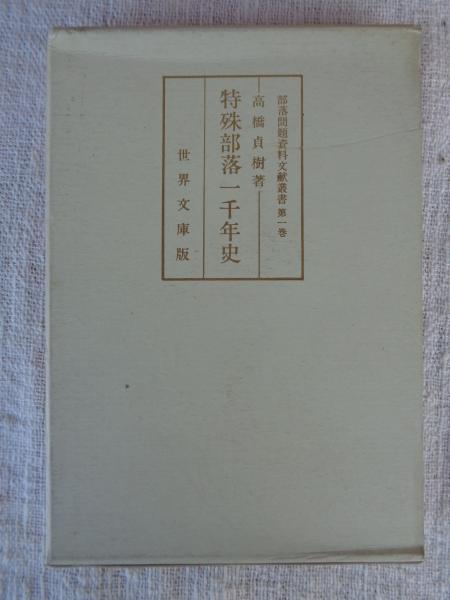 部落問題資料文献叢書 第一巻
高橋貞樹著
特殊部落一千年史
世界文庫版